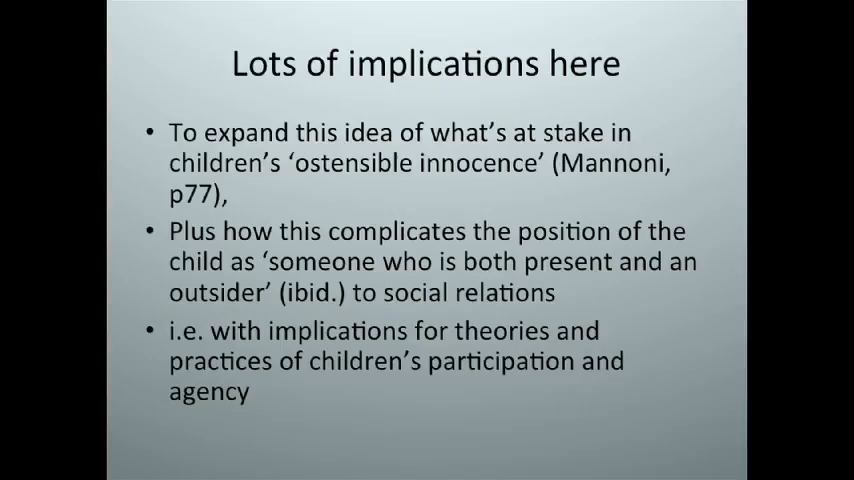 Lots of implications here
• To expand this idea of what's at stake in
children's 'ostensible innocence' (Mannoni,
p77),
• Plus how this complicates the position of the
child as 'someone who is both present and an
outsider' (ibid.) to social relations
• i.e. with implications for theories and
practices of children's participation and
agency